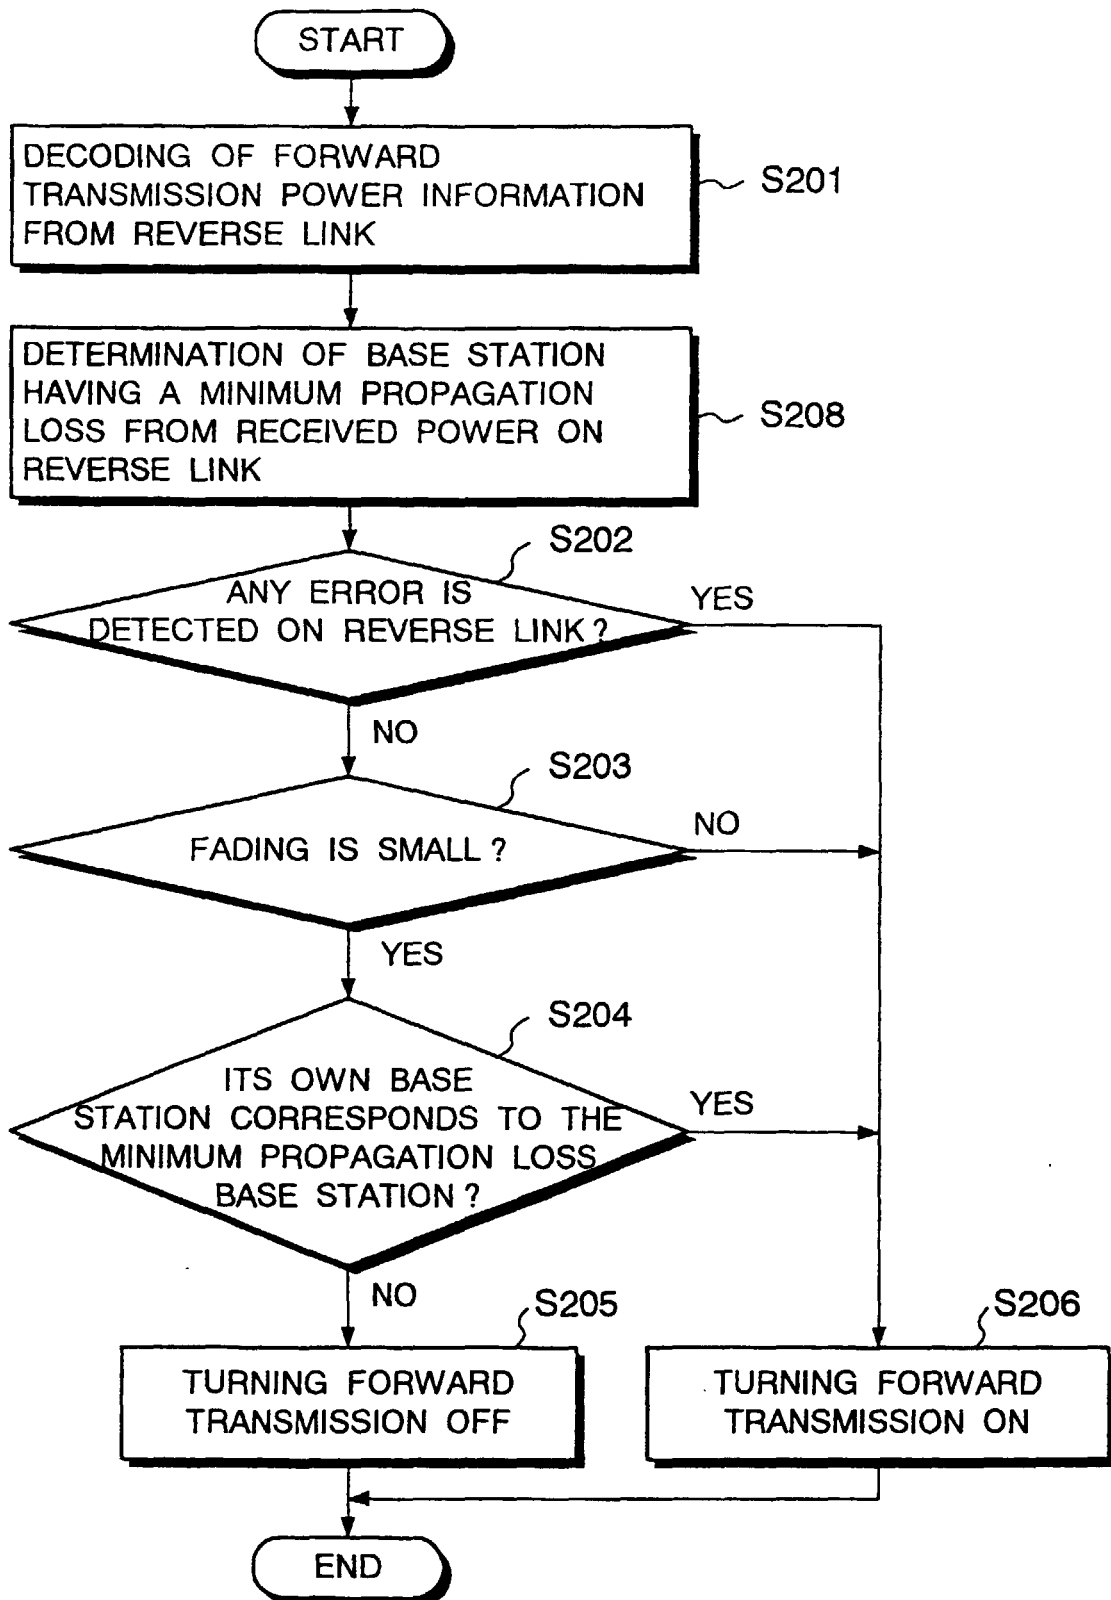 START
DECODING OF FORWARD
TRANSMISSION POWER INFORMATION
FROM REVERSE LINK
S201
DETERMINATION OF BASE STATION
HAVING A MINIMUM PROPAGATION
LOSS FROM RECEIVED POWER ON
REVERSE LINK
S208
S202
ANY ERROR IS
DETECTED ON REVERSE LINK?
YES
NO
S203
FADING IS SMALL?
NO
YES
S204
ITS OWN BASE
STATION CORRESPONDS TO THE
MINIMUM PROPAGATION LOSS
BASE STATION?
YES
NO
S205
TURNING FORWARD
TRANSMISSION OFF
S206
TURNING FORWARD
TRANSMISSION ON
END